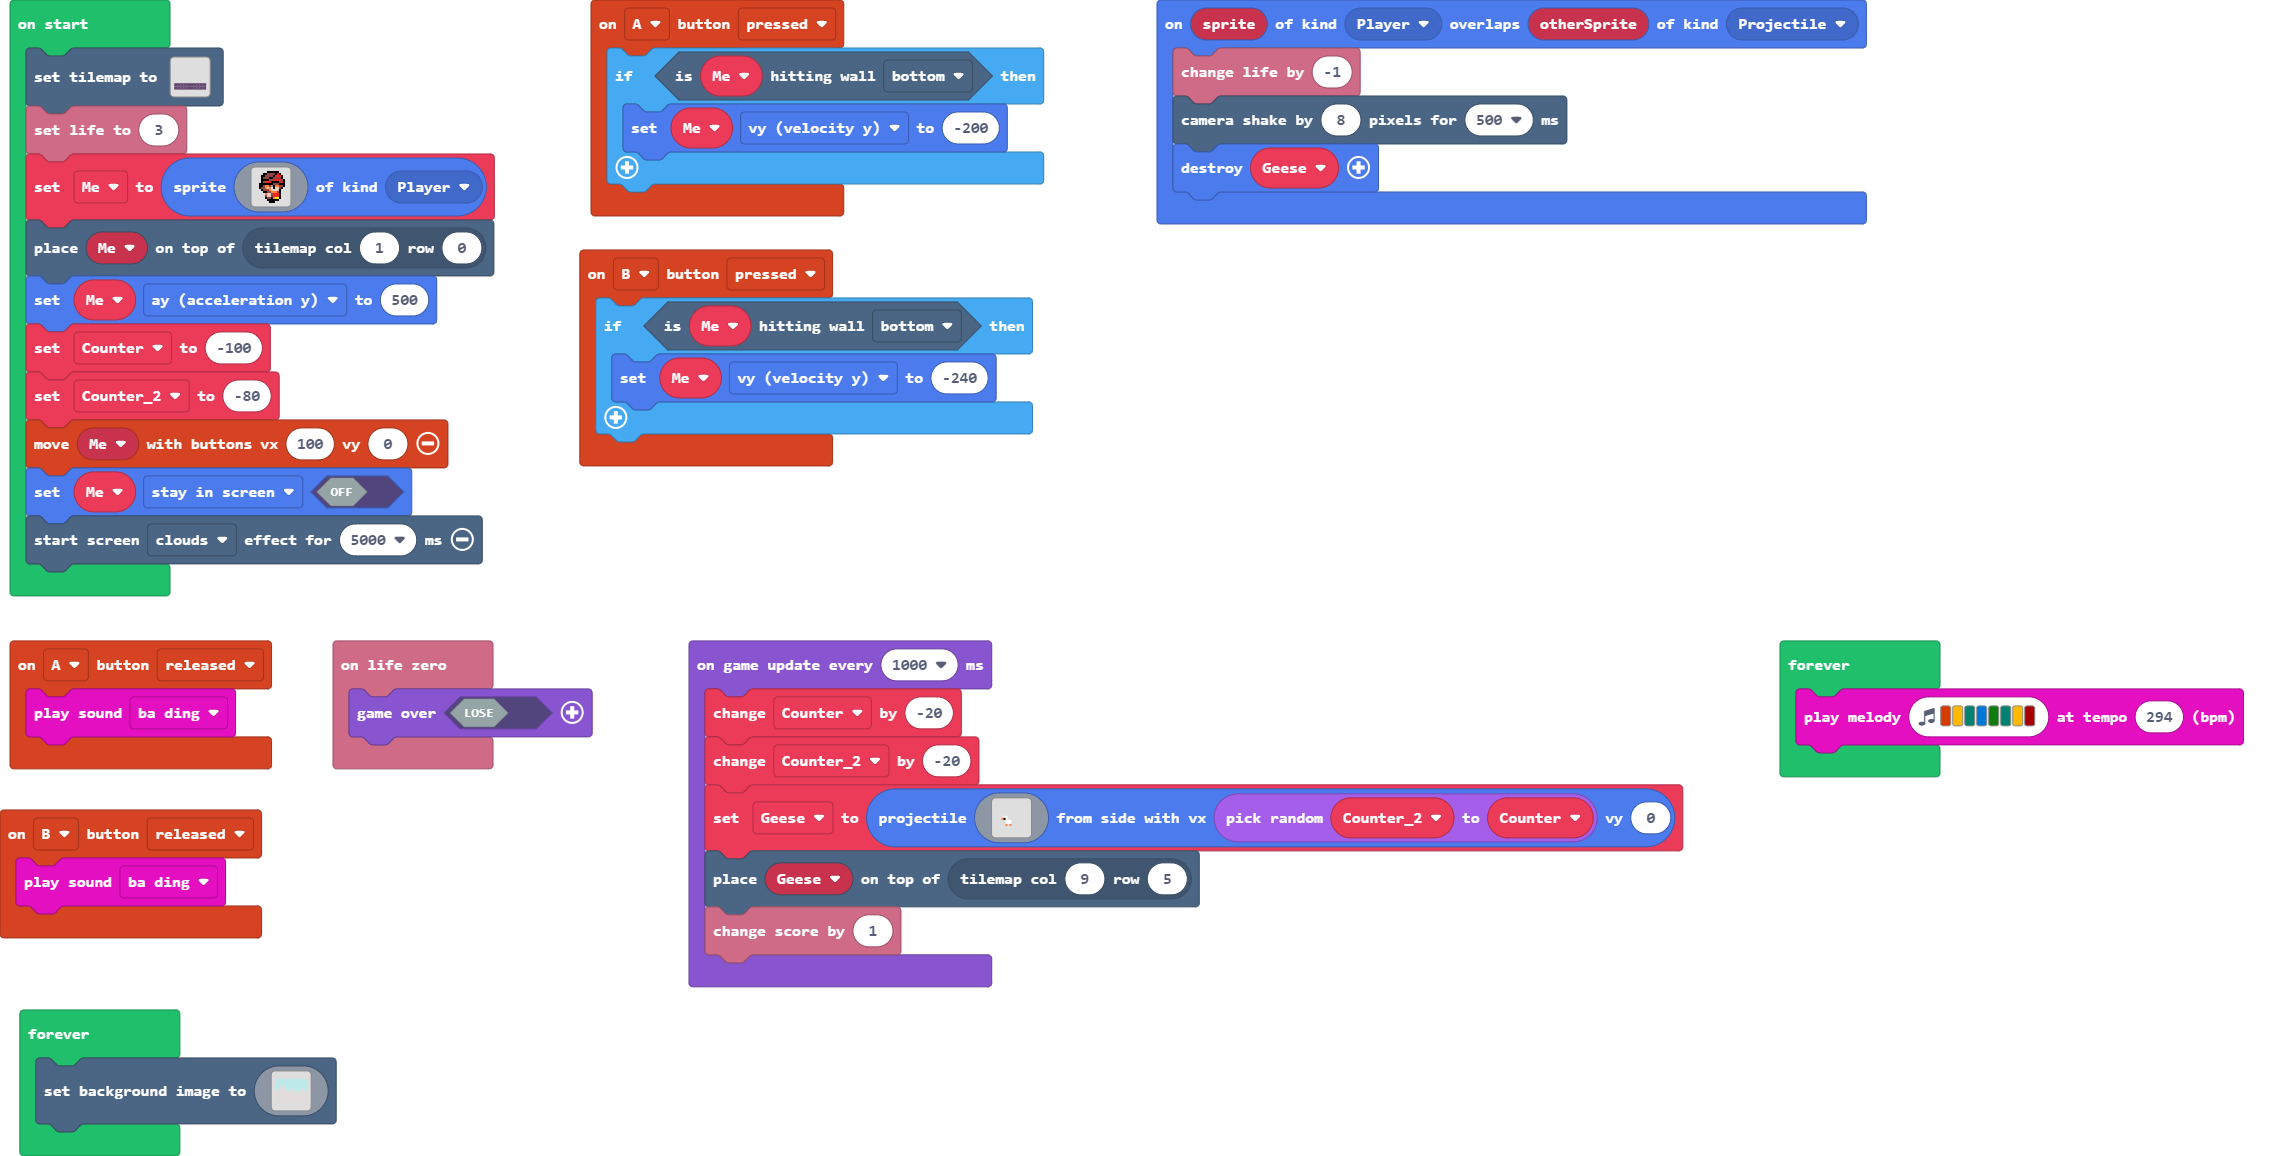 on start
set tilemap to
set life to 3
set Me to sprite of kind Player
place Me on top of tilemap col 1 row 0
set Me ay (acceleration y) to 500
set Counter to -100
set Counter_2 to -80
move Me with buttons vx 100 vy 0
set Me stay in screen OFF
start screen clouds effect for 5000 ms
on A button pressed
if is Me hitting wall bottom then
set Me vy (velocity y) to -200
on B button pressed
if is Me hitting wall bottom then
set Me vy (velocity y) to -240
on sprite of kind Player overlaps otherSprite of kind Projectile
change life by -1
camera shake by 8 pixels for 500 ms
destroy Geese
on A button released
play sound ba ding
on B button released
play sound ba ding
on life zero
game over LOSE
on game update every 1000 ms
change Counter by -20
change Counter_2 by -20
set Geese to projectile from side with vx pick random Counter_2 to Counter vy 0
place Geese on top of tilemap col 9 row 5
change score by 1
forever
play melody at tempo 294 (bpm)
forever
set background image to